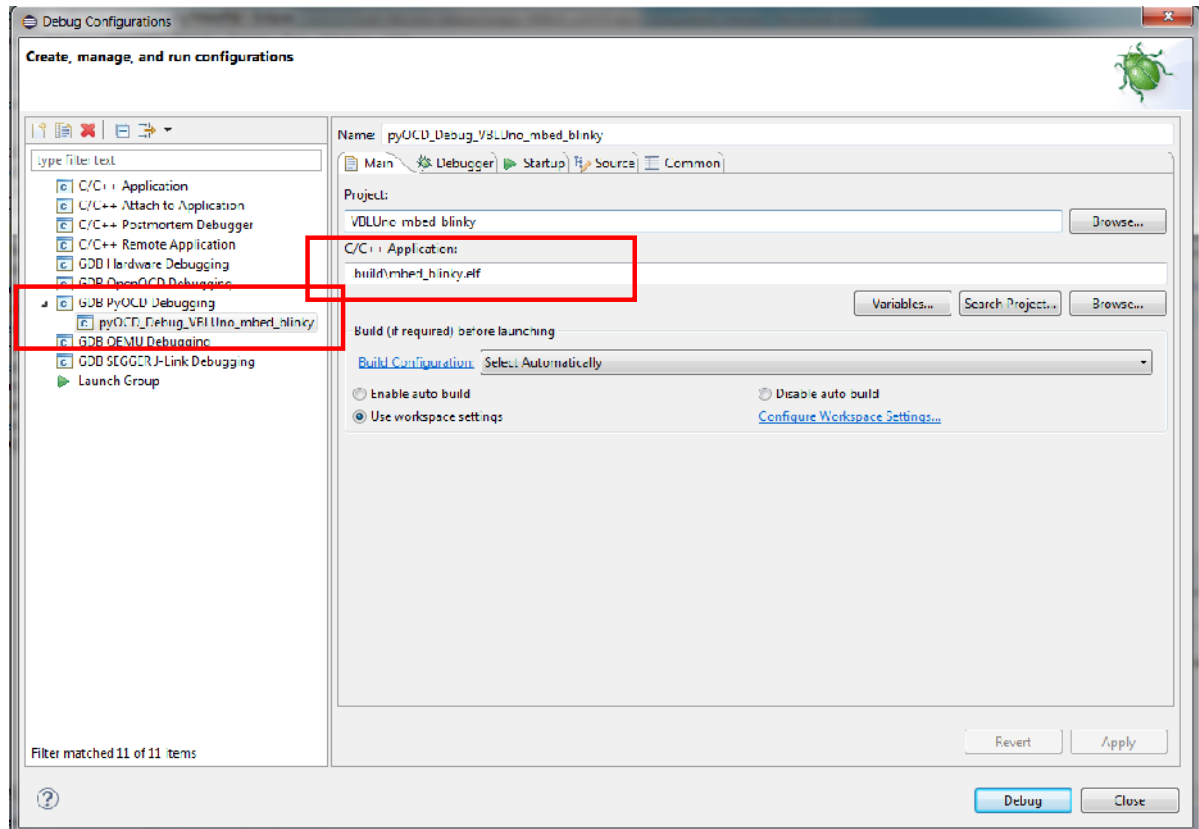 Debug Configurations
Create, manage, and run configurations
type filter text
C/C++ Application
C/C++ Attach to Application
C/C++ Postmortem Debugger
C/C++ Remote Application
GDB Hardware Debugging
GDB OpenOCD Debugging
GDB PyOCD Debugging
pyOCD_Debug_VBLUno_mbed_blinky
GDB QEMU Debugging
GDB SEGGER J-Link Debugging
Launch Group
Filter matched 11 of 11 items
Name: pyOCD_Debug_VBLUno_mbed_blinky
Main Debugger Startup Source Common
Project:
VBLUno_mbed_blinky Browse...
C/C++ Application:
build\mbed_blinky.elf
Variables... Search Project... Browse...
Build (if required) before launching
Build Configuration: Select Automatically
Enable auto build Disable auto build
Use workspace settings Configure Workspace Settings...
Revert Apply
Debug Close